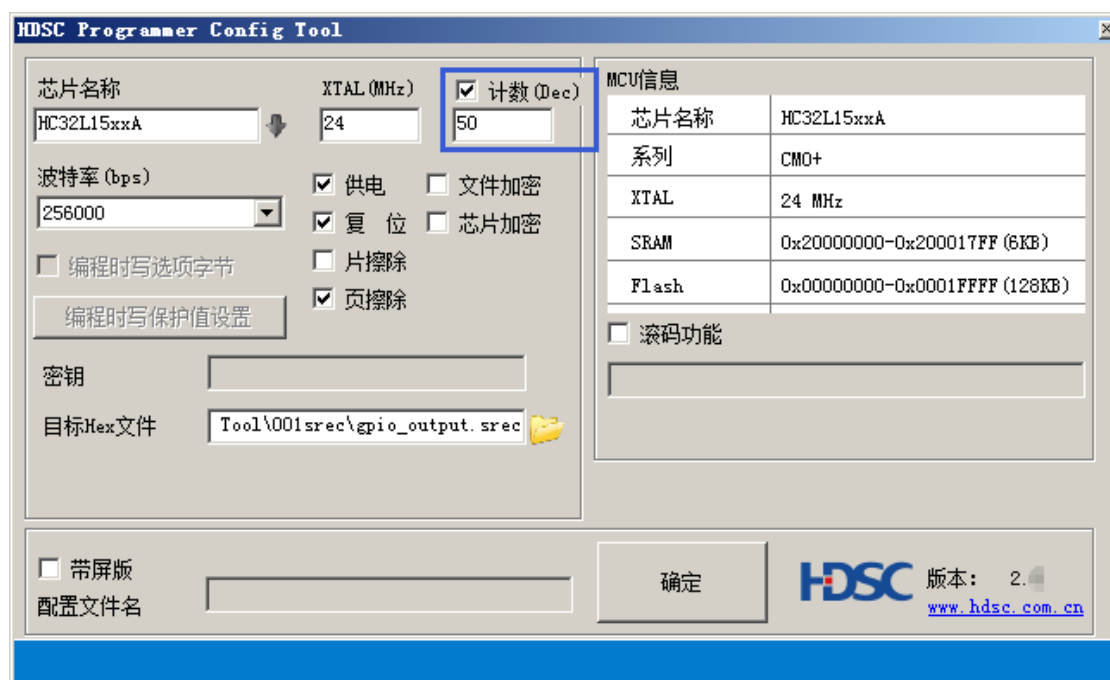 HDSC Programmer Config Tool
芯片名称
XTAL(MHz)
计数(Dec)
HC32L15xxA
24
50
波特率(bps)
256000
供电
文件加密
复 位
芯片加密
编程时写选项字节
片擦除
编程时写保护值设置
页擦除
密钥
目标Hex文件
Tool\001srec\gpio_output.srec
MCU信息
芯片名称 HC32L15xxA
系列 CM0+
XTAL 24 MHz
SRAM 0x20000000-0x200017FF(6KB)
Flash 0x00000000-0x0001FFFF(128KB)
滚码功能
带屏版
配置文件名
确定
HDSC
版本: 2.
www.hdsc.com.cn